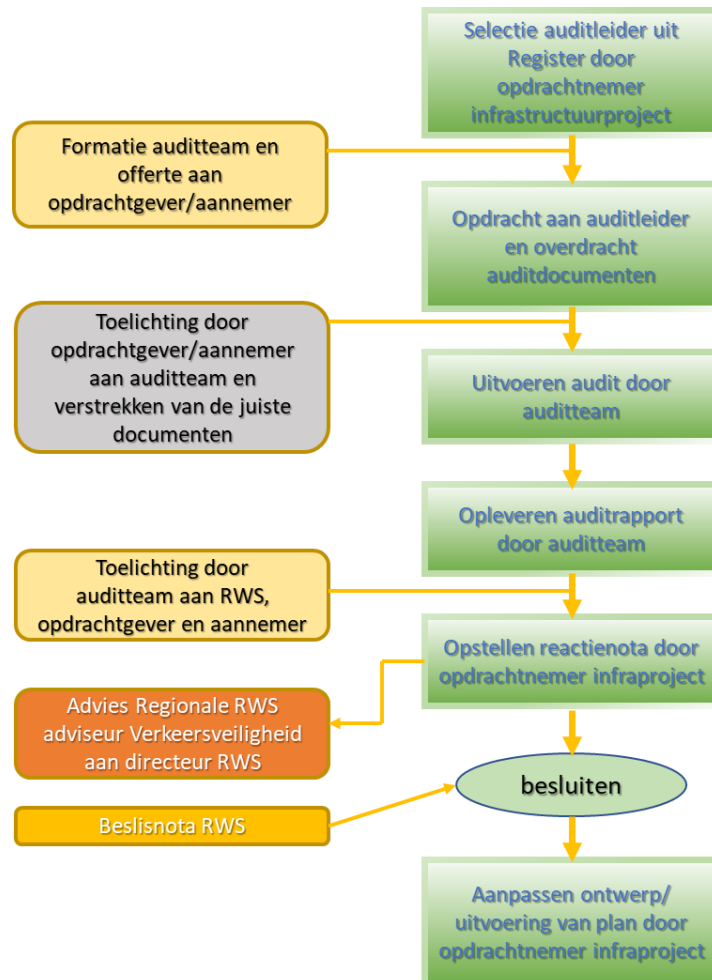 Selectie auditleider uit
Register door
opdrachtnemer
infrastructuurproject
Formatie auditteam en
offerte aan
opdrachtgever/aannemer
Opdracht aan auditleider
en overdracht
auditdocumenten
Toelichting door
opdrachtgever/aannemer
aan auditteam en
verstrekken van de juiste
documenten
Uitvoeren audit door
auditteam
Opleveren auditrapport
door auditteam
Toelichting door
auditteam aan RWS,
opdrachtgever en aannemer
Opstellen reactienota door
opdrachtnemer infraproject
Advies Regionale RWS
adviseur Verkeersveiligheid
aan directeur RWS
besluiten
Beslisnota RWS
Aanpassen ontwerp/
uitvoering van plan door
opdrachtnemer infraproject